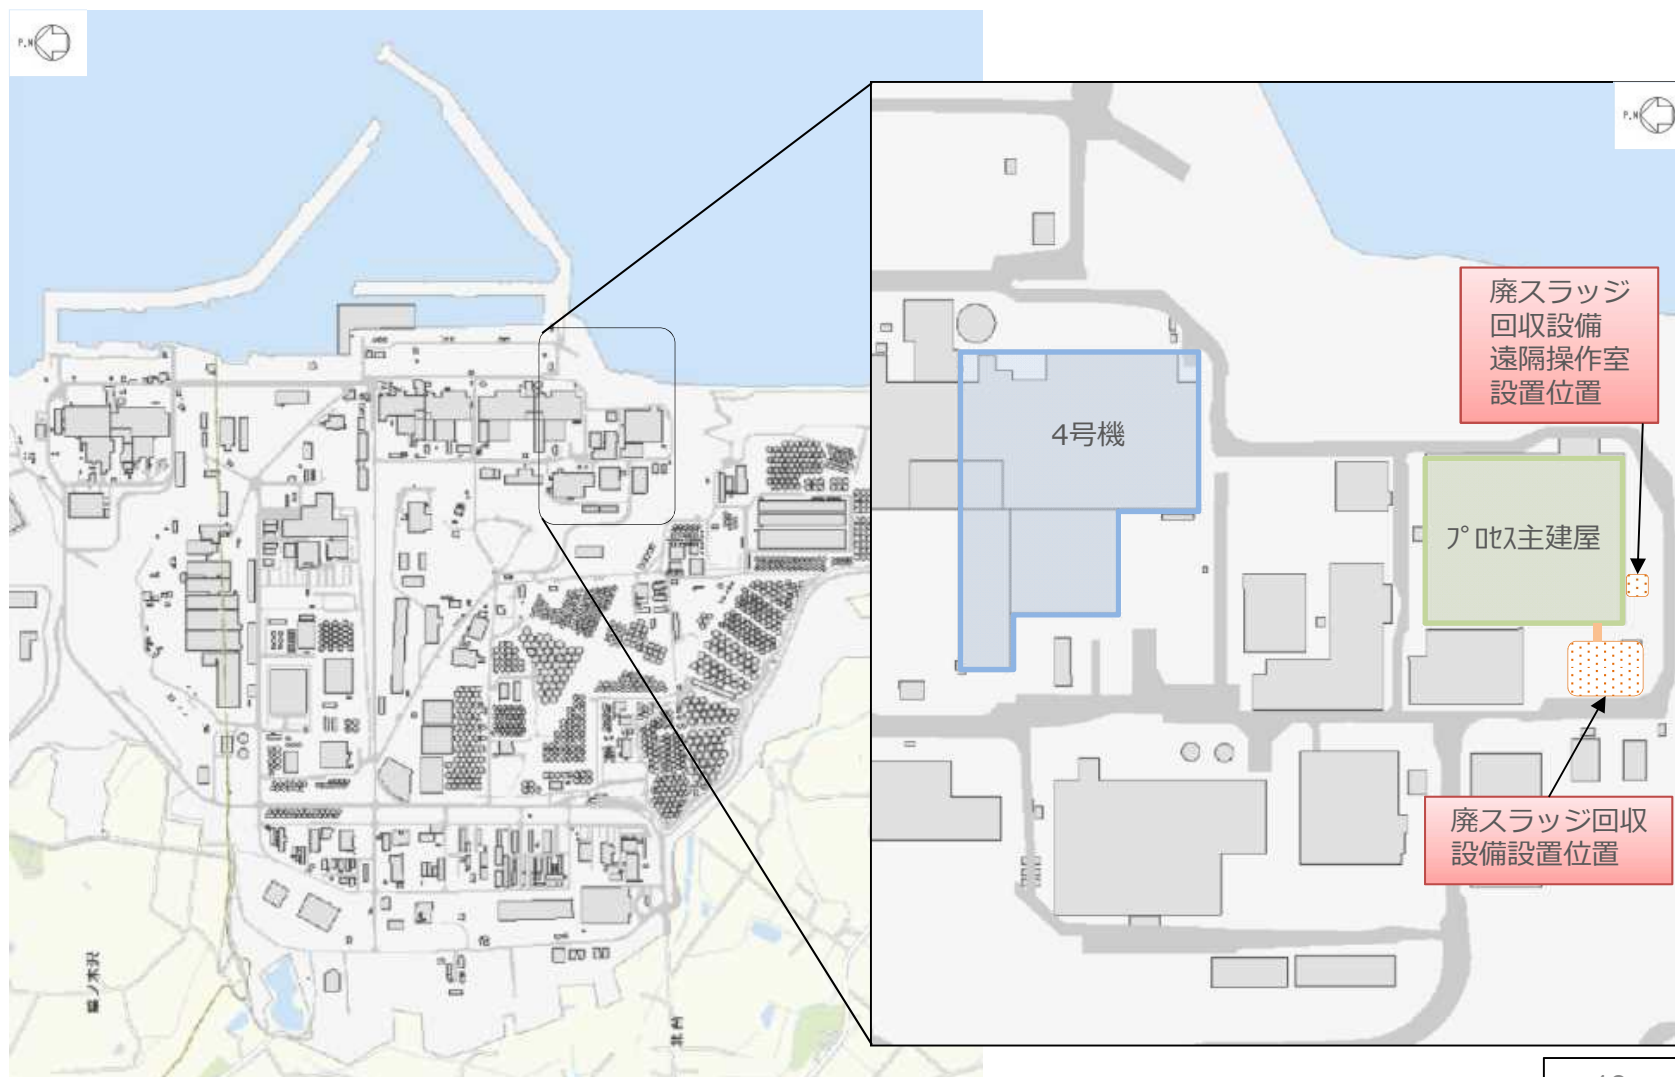 P.N
P.N
廃スラッジ
回収設備
遠隔操作室
設置位置
4号機
ﾌﾟﾛｾｽ主建屋
廃スラッジ回収
設備設置位置